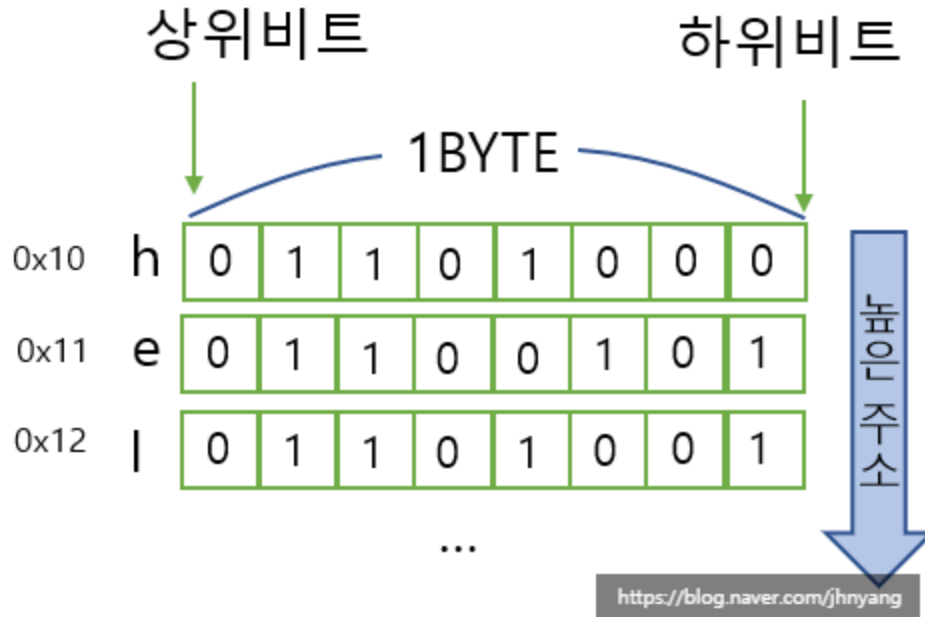 상위비트
하위비트
1BYTE
0x10 h 0 1 1 0 1 0 0 0
0x11 e 0 1 1 0 0 1 0 1
0x12 l 0 1 1 0 1 0 0 1
높은 주소
...
https://blog.naver.com/jhnyang